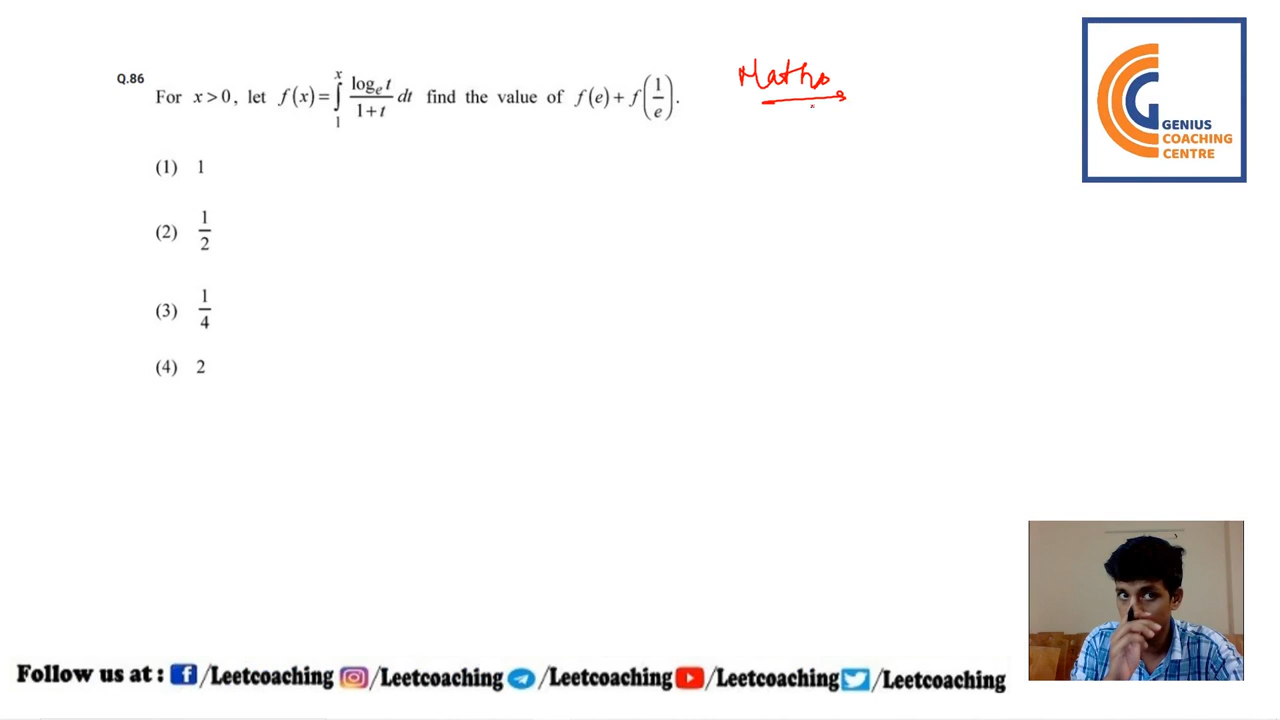 Q.86
For x > 0, let f(x) = ∫₁ˣ logₑt / (1+t) dt find the value of f(e) + f(1/e).
Maths
(1) 1
(2) 1/2
(3) 1/4
(4) 2
GENIUS
COACHING
CENTRE
Follow us at : /Leetcoaching /Leetcoaching /Leetcoaching /Leetcoaching /Leetcoaching